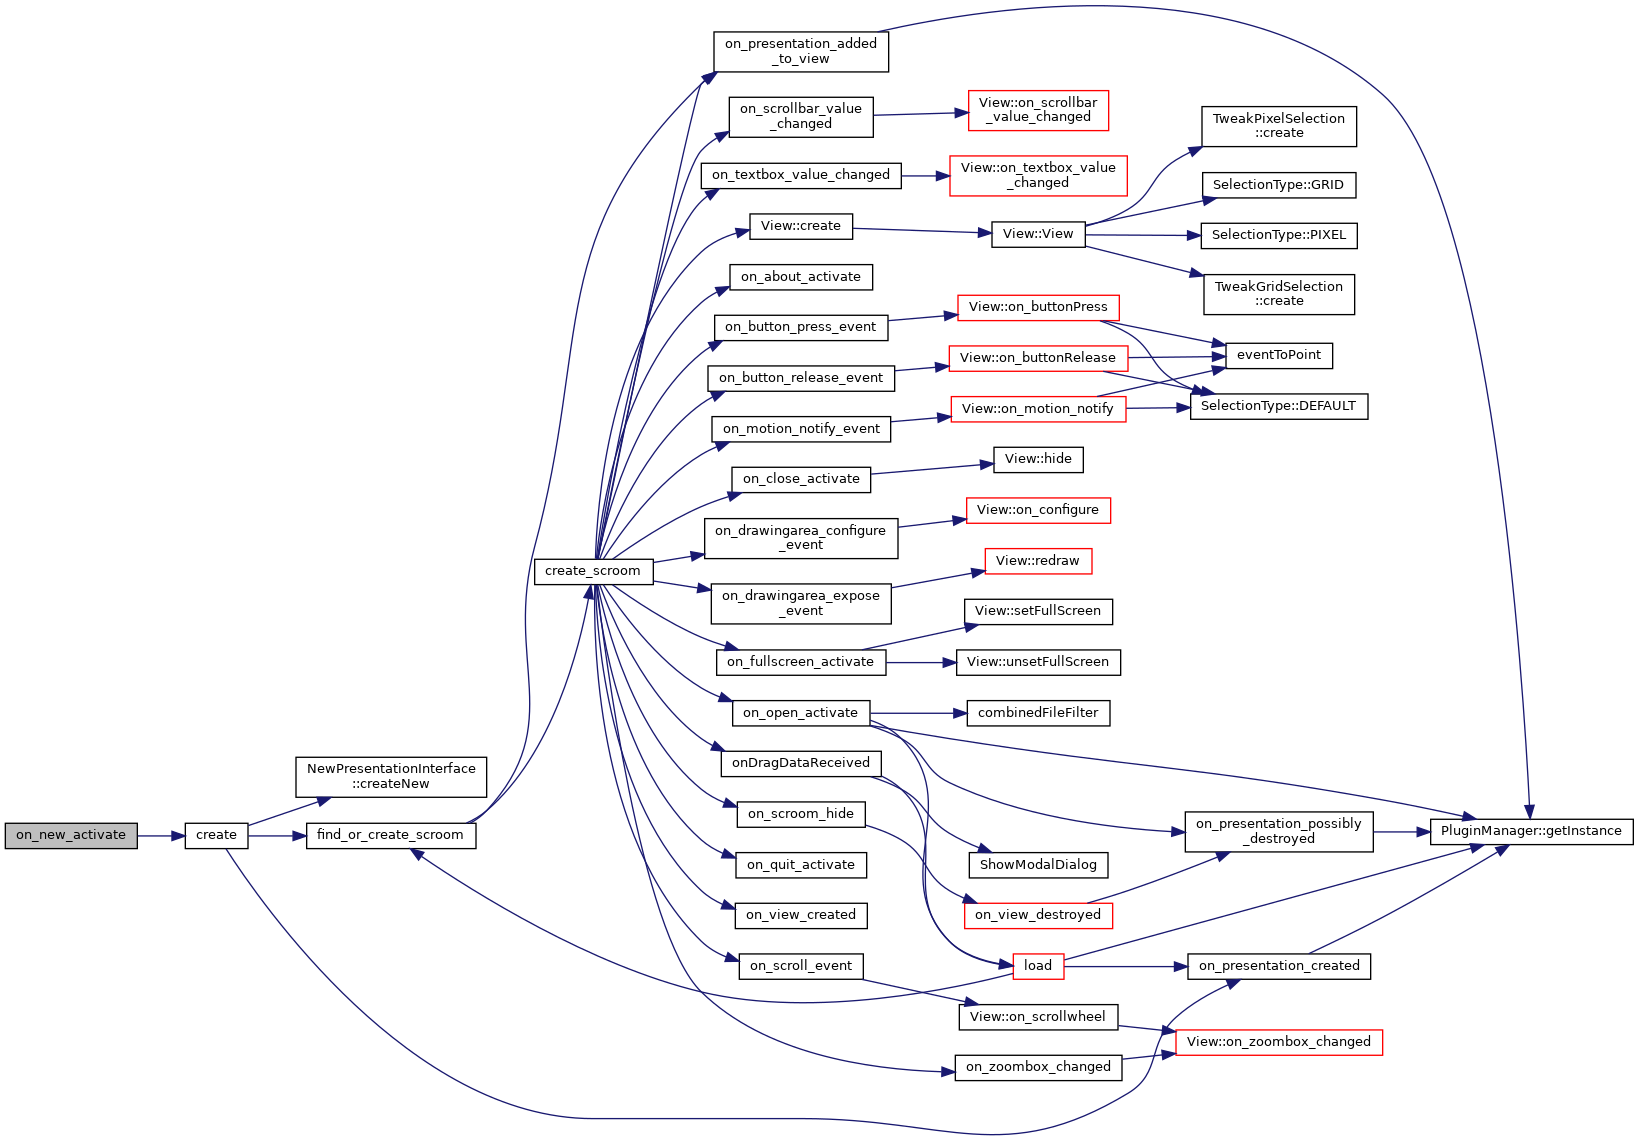 on_new_activate
create
NewPresentationInterface
::createNew
find_or_create_scroom
create_scroom
on_presentation_added
_to_view
on_scrollbar_value
_changed
on_textbox_value_changed
View::create
on_about_activate
on_button_press_event
on_button_release_event
on_motion_notify_event
on_close_activate
on_drawingarea_configure
_event
on_drawingarea_expose
_event
on_fullscreen_activate
on_open_activate
onDragDataReceived
on_scroom_hide
on_quit_activate
on_view_created
on_scroll_event
on_zoombox_changed
View::on_scrollbar
_value_changed
View::on_textbox_value
_changed
View::View
View::on_buttonPress
View::on_buttonRelease
View::on_motion_notify
View::hide
View::on_configure
View::redraw
View::setFullScreen
View::unsetFullScreen
combinedFileFilter
ShowModalDialog
on_view_destroyed
load
View::on_scrollwheel
TweakPixelSelection
::create
SelectionType::GRID
SelectionType::PIXEL
TweakGridSelection
::create
eventToPoint
SelectionType::DEFAULT
on_presentation_possibly
_destroyed
on_presentation_created
View::on_zoombox_changed
PluginManager::getInstance